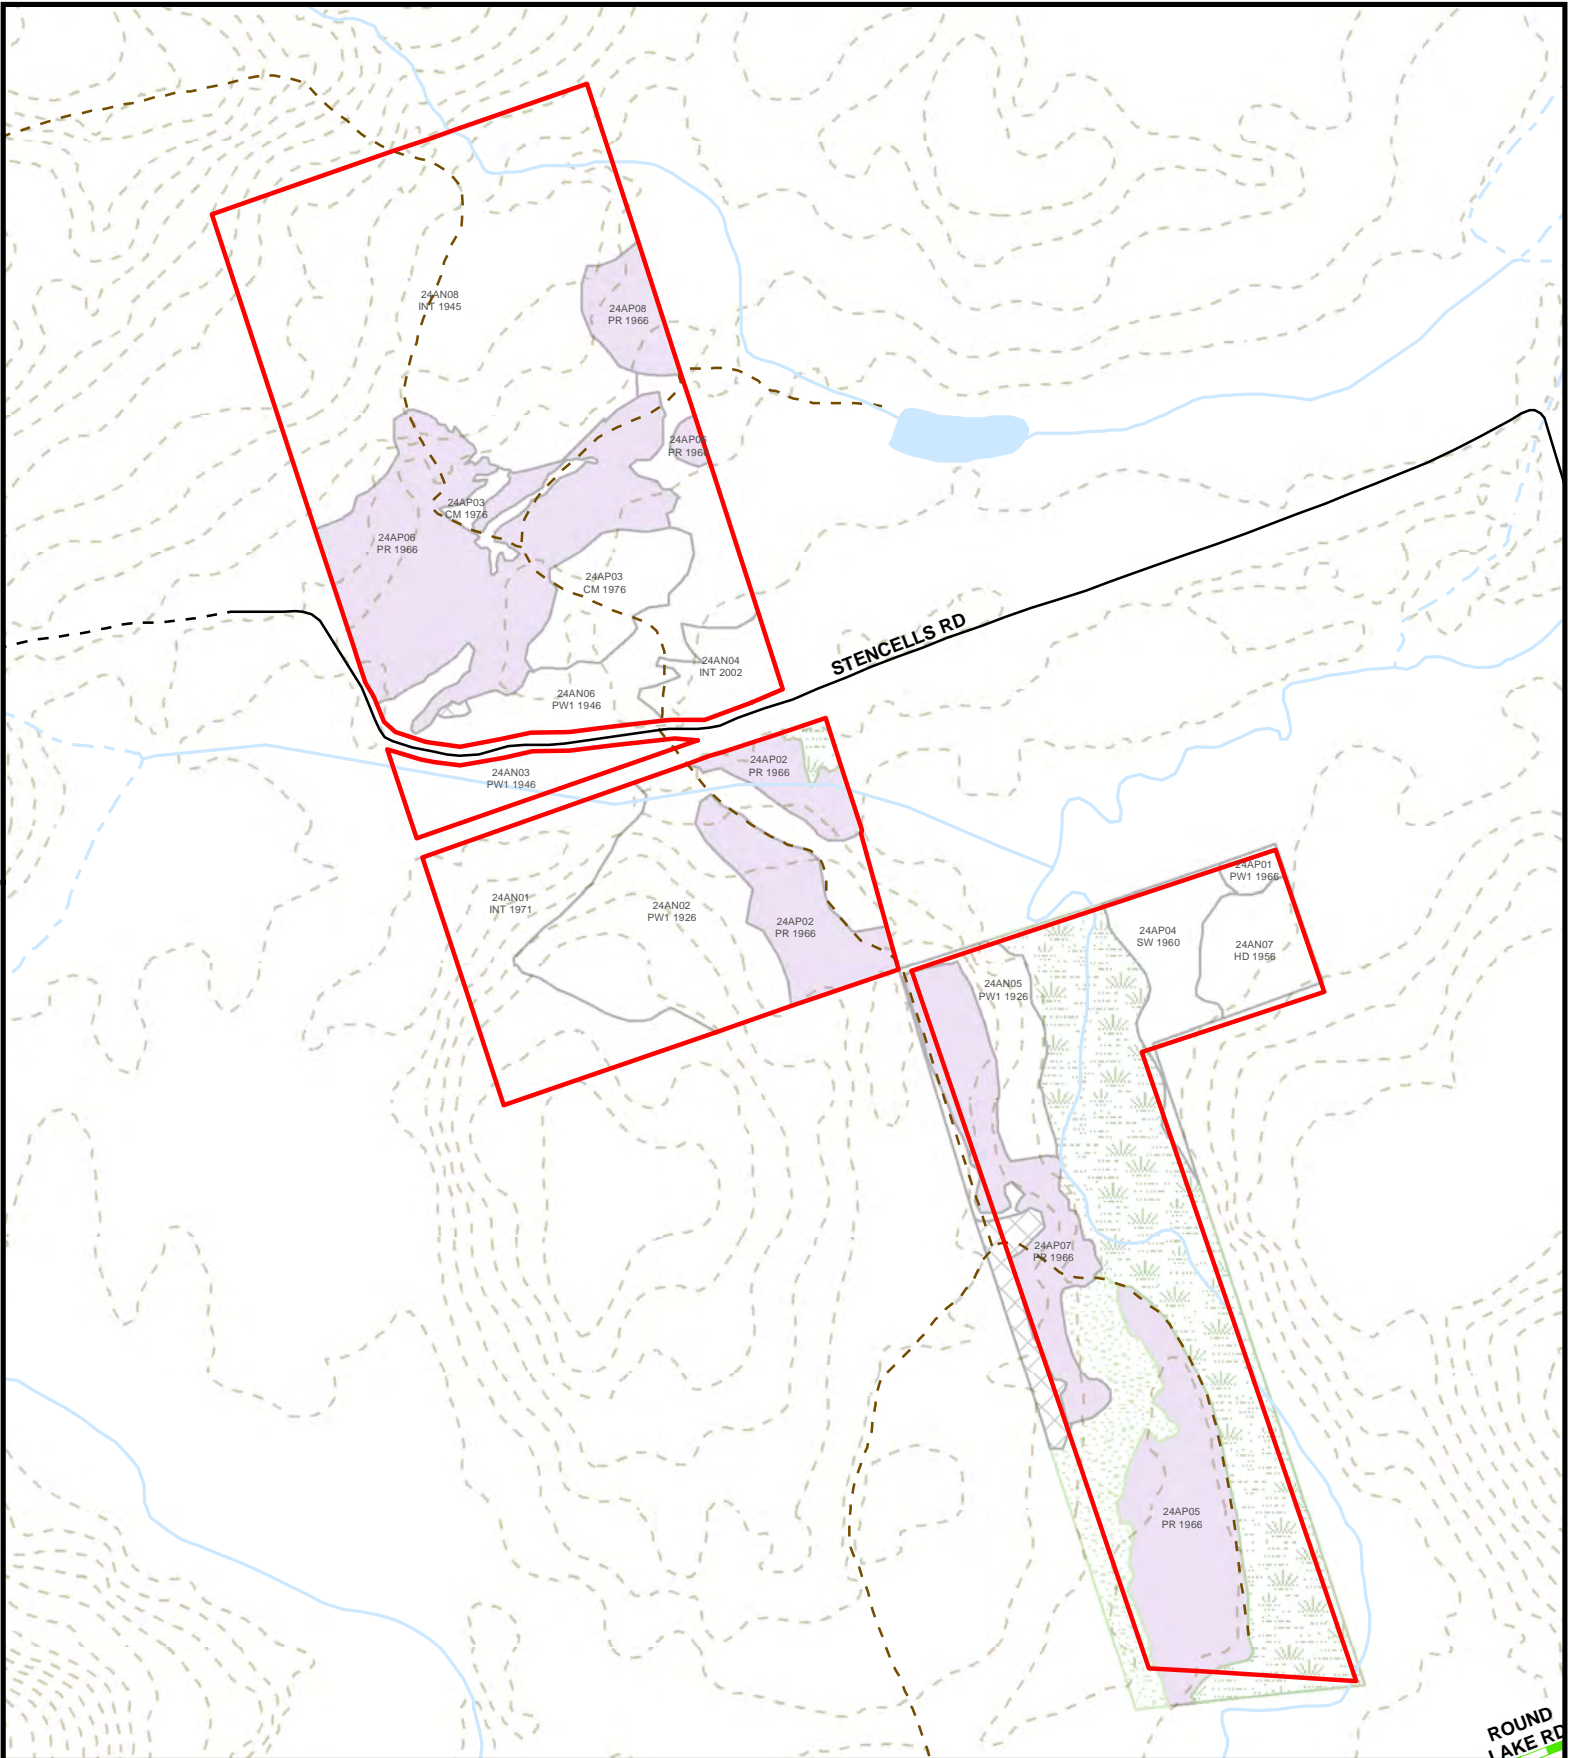 24AN08
INT 1945
24AP08
PR 1966
24AP06
PR 1966
24AP03
CM 1976
24AP06
PR 1966
24AP03
CM 1976
STENCELLS RD
24AN04
INT 2002
24AN06
PW1 1946
24AN03
PW1 1946
24AP02
PR 1966
24AP01
PW1 1966
24AN01
INT 1971
24AN02
PW1 1926
24AP02
PR 1966
24AP04
SW 1960
24AN07
HD 1956
24AN05
PW1 1926
24AP07
PR 1966
24AP05
PR 1966
ROUND
LAKE RD